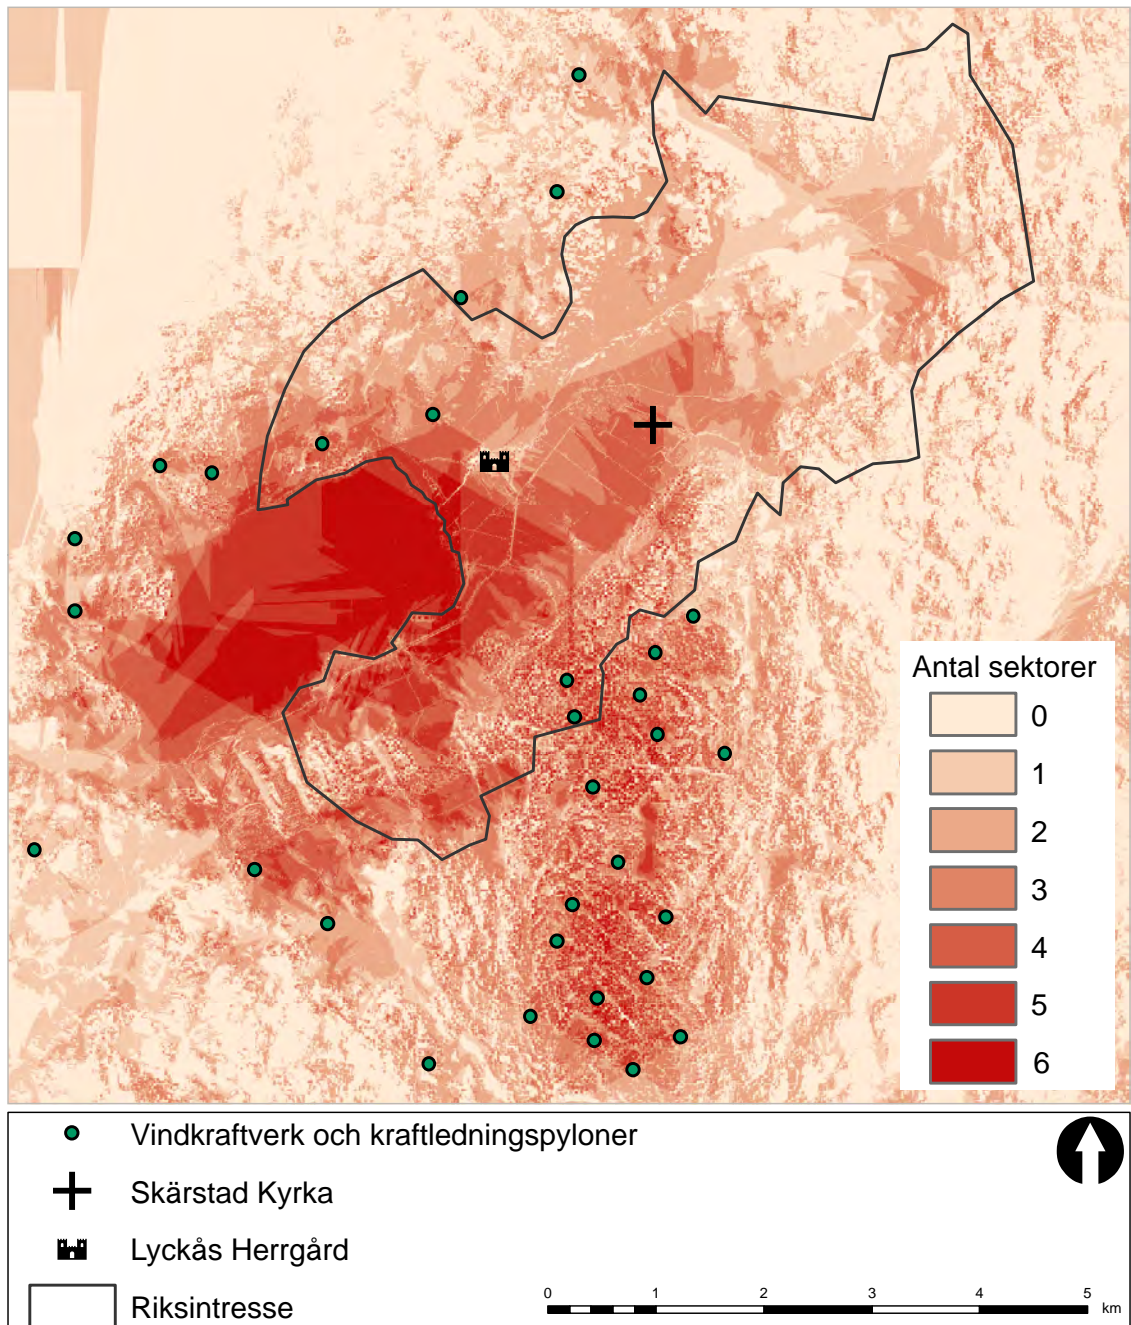 Antal sektorer
0
1
2
3
4
5
6
Vindkraftverk och kraftledningspyloner
Skärstad Kyrka
Lyckås Herrgård
Riksintresse
0 1 2 3 4 5
km